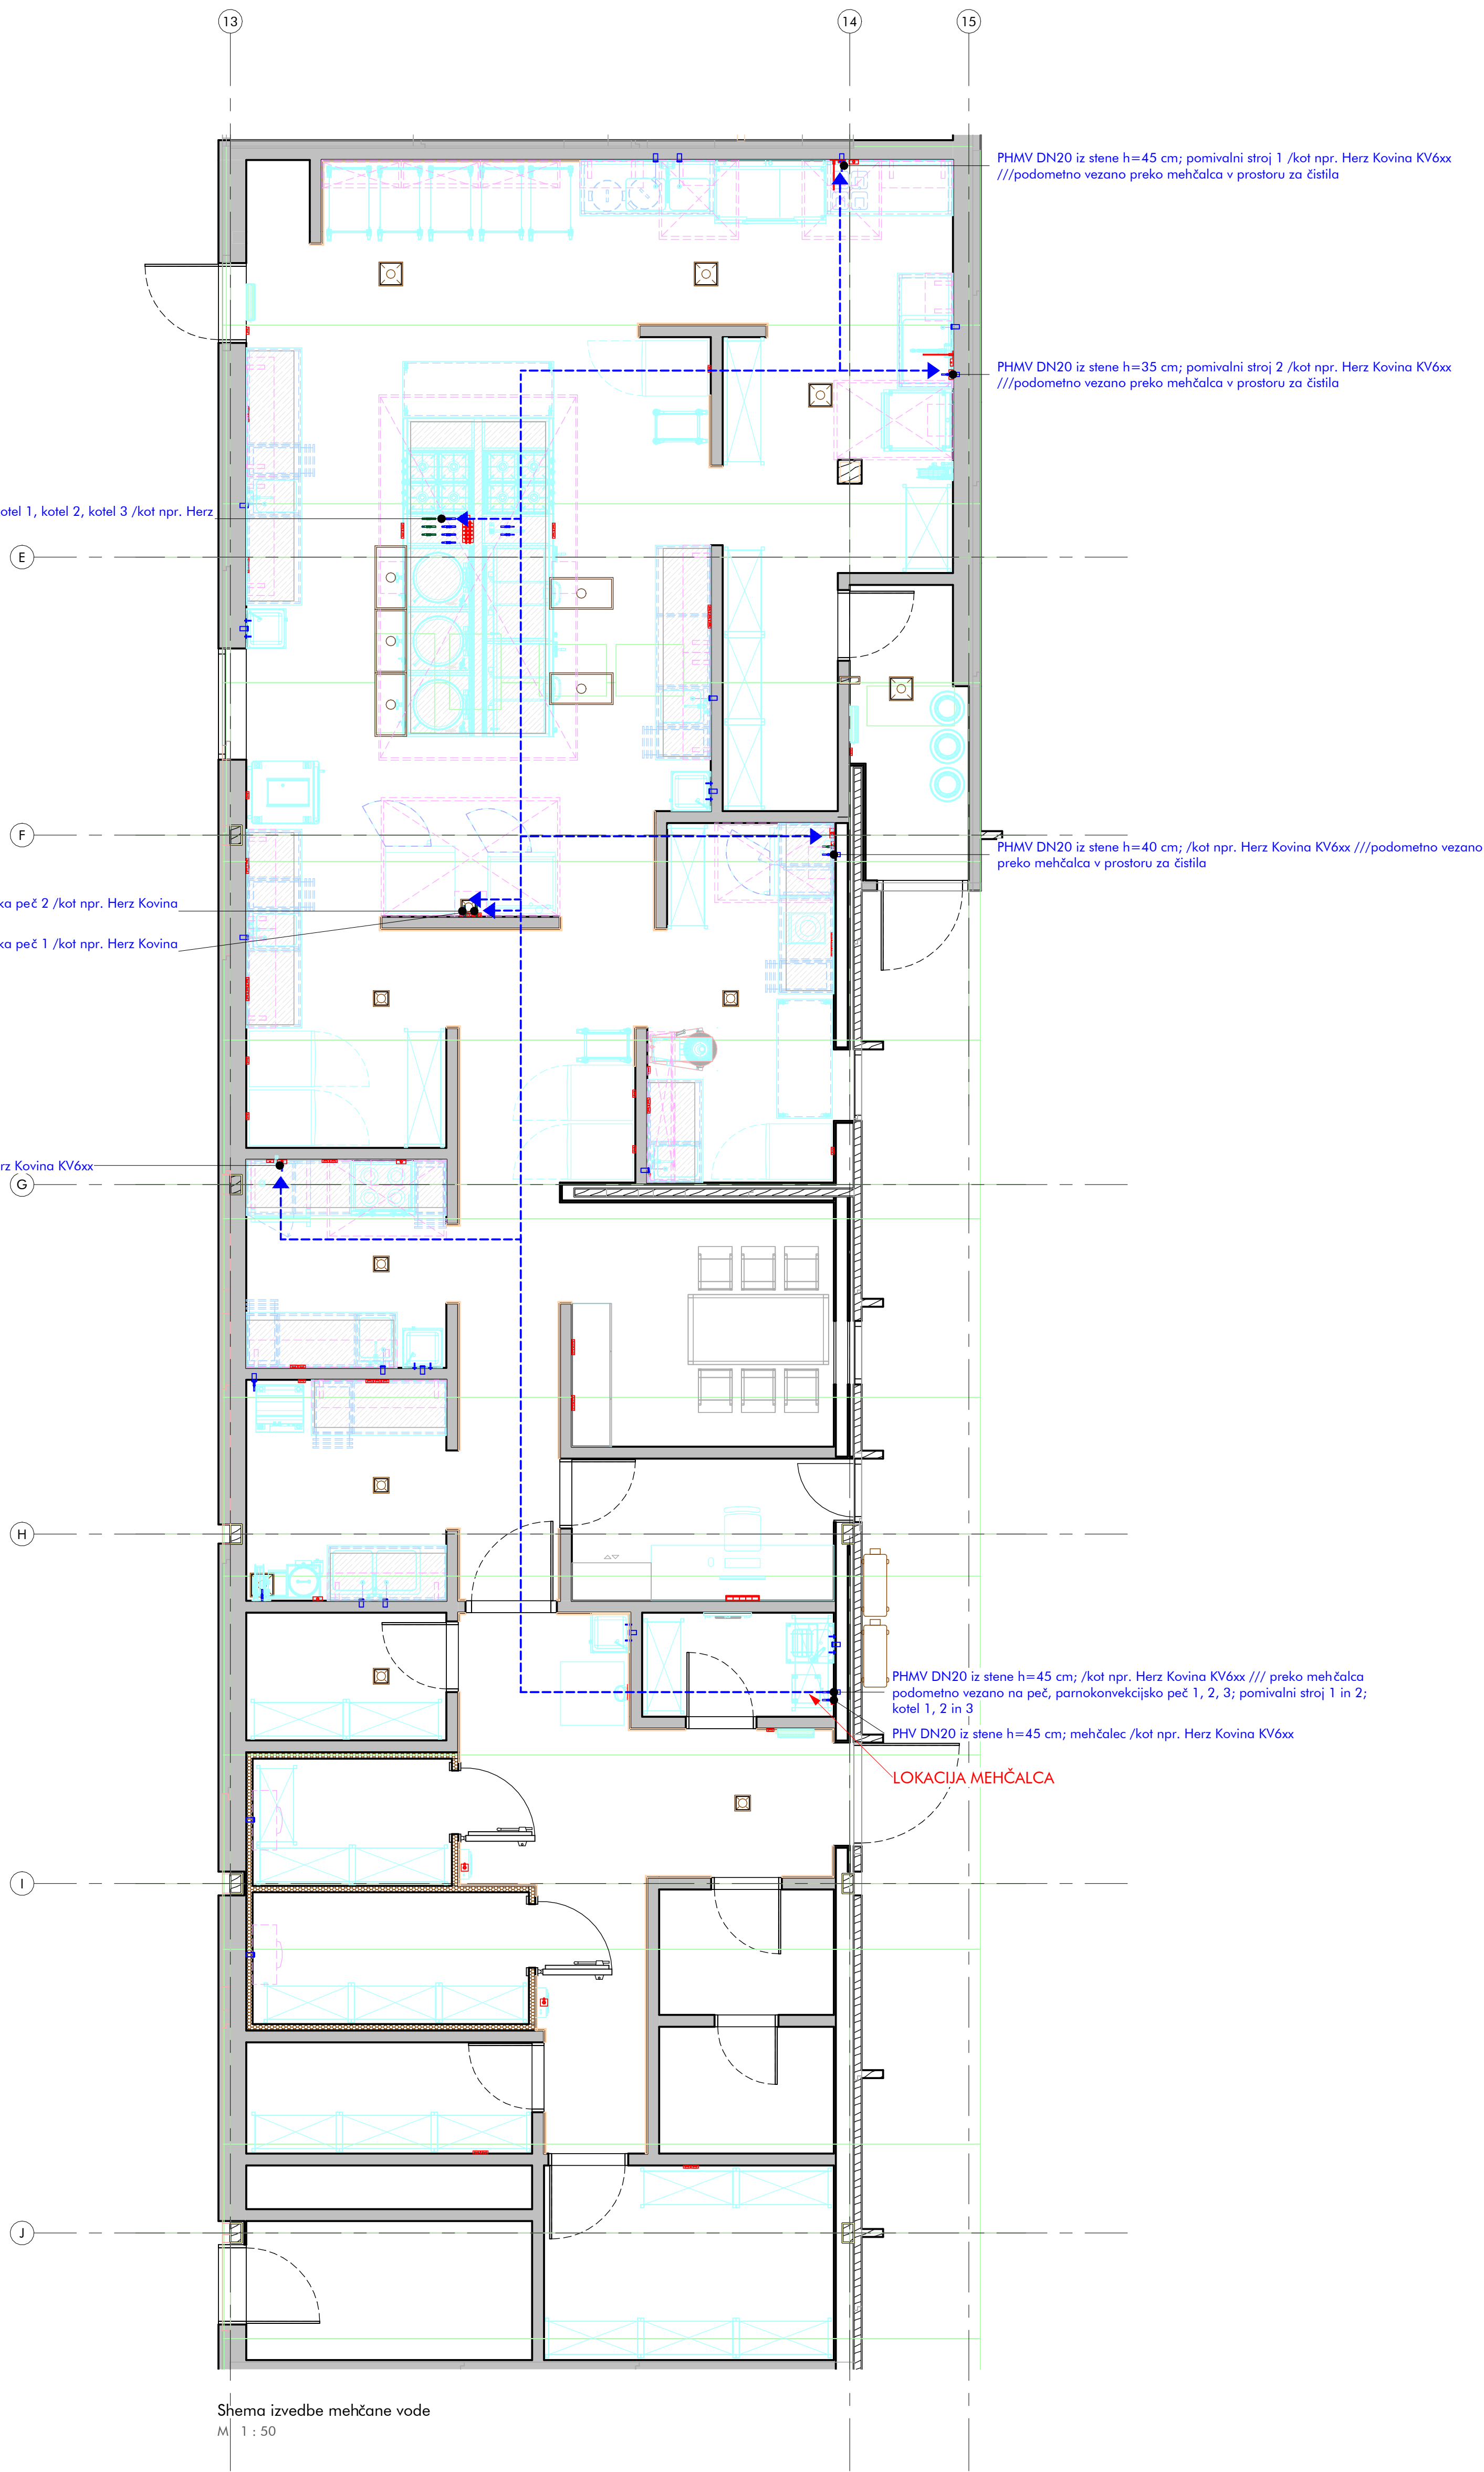 13
14
15
PHMV DN20 iz stene h=45 cm; pomivalni stroj 1 /kot npr. Herz Kovina KV6xx
///podometno vezano preko mehčalca v prostoru za čistila
PHMV DN20 iz stene h=35 cm; pomivalni stroj 2 /kot npr. Herz Kovina KV6xx
///podometno vezano preko mehčalca v prostoru za čistila
otel 1, kotel 2, kotel 3 /kot npr. Herz
E
F
PHMV DN20 iz stene h=40 cm; /kot npr. Herz Kovina KV6xx ///podometno vezano
preko mehčalca v prostoru za čistila
ka peč 2 /kot npr. Herz Kovina
ka peč 1 /kot npr. Herz Kovina
rz Kovina KV6xx
G
H
PHMV DN20 iz stene h=45 cm; /kot npr. Herz Kovina KV6xx /// preko mehčalca
podometno vezano na peč, parnokonvekcijsko peč 1, 2, 3; pomivalni stroj 1 in 2;
kotel 1, 2 in 3
PHV DN20 iz stene h=45 cm; mehčalec /kot npr. Herz Kovina KV6xx
LOKACIJA MEHČALCA
I
J
Shema izvedbe mehčane vode
M 1 : 50